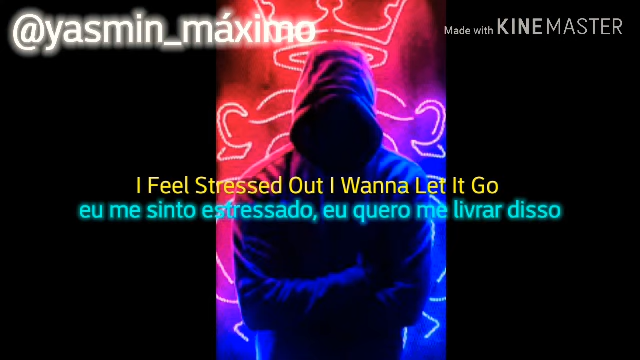 @yasmin_máximo
Made with KINEMASTER
I Feel Stressed Out I Wanna Let It Go
eu me sinto estressado, eu quero me livrar disso